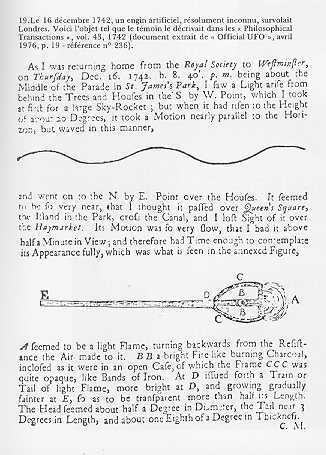 19.Le 16 décembre 1742, un engin artificiel, résolument inconnu, survolait
Londres. Voici l'objet tel que le témoin le décrivait dans les « Philosophical
Transactions », vol. 43, 1742 (document extrait de « Official UFO », avril
1976, p. 19 - référence n° 236).
As I was returning home from the Royal Society to Westminster,
on Thursday, Dec. 16. 1742. h. 8. 40'. p. m. being about the
Middle of the Parade in St. James's Park, I saw a Light arise from
behind the Trees and Houses in the S by W. Point, which I took
at first for a large Sky-Rocket; but when it had risen to the Height
of about 20 Degrees, it took a Motion nearly parallel to the Hori-
zon, but waved in this manner,
and went on to the N. by E. Point over the Houses. It seemed
to be so very near, that I thought it passed over Queen's Square,
the Island in the Park, cross the Canal, and I lost Sight of it over
the Haymarket. Its Motion was so very slow, that I had it above
half a Minute in View; and therefore had Time enough to contemplate
its Appearance fully, which was what is seen in the annexed Figure,
C
E D B A
B
C
A seemed to be a light Flame, turning backwards from the Resist-
ance the Air made to it. B B a bright Fire like burning Charcoal,
inclosed as it were in an open Case, of which the Frame CCC was
quite opaque, like Bands of Iron. At D issued forth a Train or
Tail of light Flame, more bright at D, and growing gradually
fainter at E, so as to be transparent more than half its Length.
The Head seemed about half a Degree in Diameter, the Tail near 3
Degrees in Length, and about one Eighth of a Degree in Thickness.
C. M.